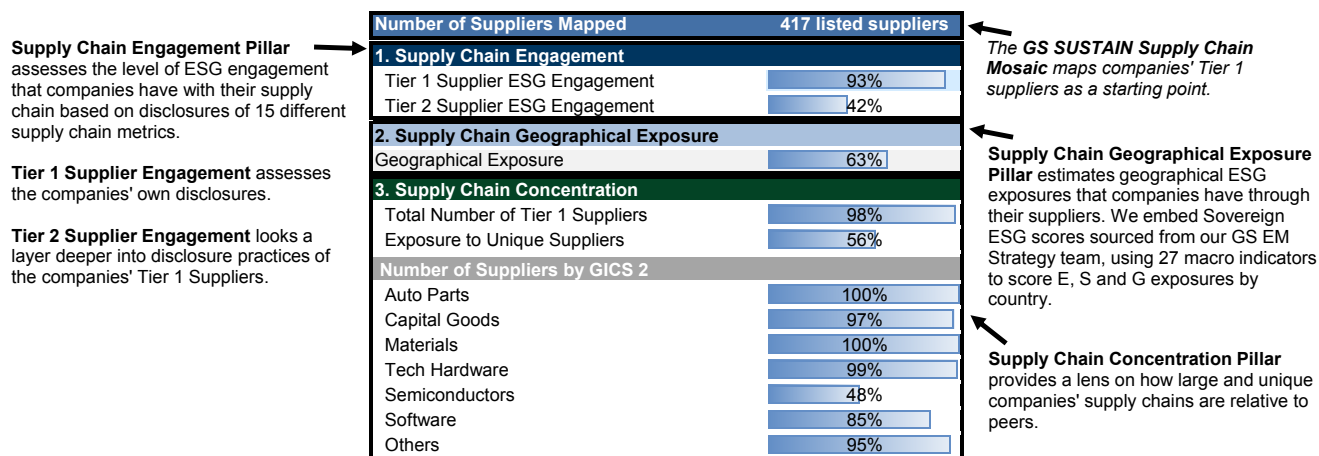 Supply Chain Engagement Pillar
assesses the level of ESG engagement
that companies have with their supply
chain based on disclosures of 15 different
supply chain metrics.
Tier 1 Supplier Engagement assesses
the companies' own disclosures.
Tier 2 Supplier Engagement looks a
layer deeper into disclosure practices of
the companies' Tier 1 Suppliers.
Number of Suppliers Mapped 417 listed suppliers
1. Supply Chain Engagement
Tier 1 Supplier ESG Engagement 93%
Tier 2 Supplier ESG Engagement 42%
2. Supply Chain Geographical Exposure
Geographical Exposure 63%
3. Supply Chain Concentration
Total Number of Tier 1 Suppliers 98%
Exposure to Unique Suppliers 56%
Number of Suppliers by GICS 2
Auto Parts 100%
Capital Goods 97%
Materials 100%
Tech Hardware 99%
Semiconductors 48%
Software 85%
Others 95%
The GS SUSTAIN Supply Chain
Mosaic maps companies' Tier 1
suppliers as a starting point.
Supply Chain Geographical Exposure
Pillar estimates geographical ESG
exposures that companies have through
their suppliers. We embed Sovereign
ESG scores sourced from our GS EM
Strategy team, using 27 macro indicators
to score E, S and G exposures by
country.
Supply Chain Concentration Pillar
provides a lens on how large and unique
companies' supply chains are relative to
peers.